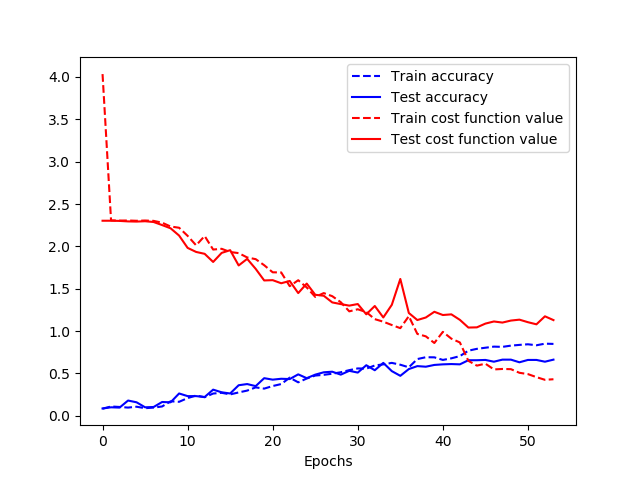 4.0
3.5
3.0
2.5
2.0
1.5
1.0
0.5
0.0
Train accuracy
Test accuracy
Train cost function value
Test cost function value
0 10 20 30 40 50
Epochs